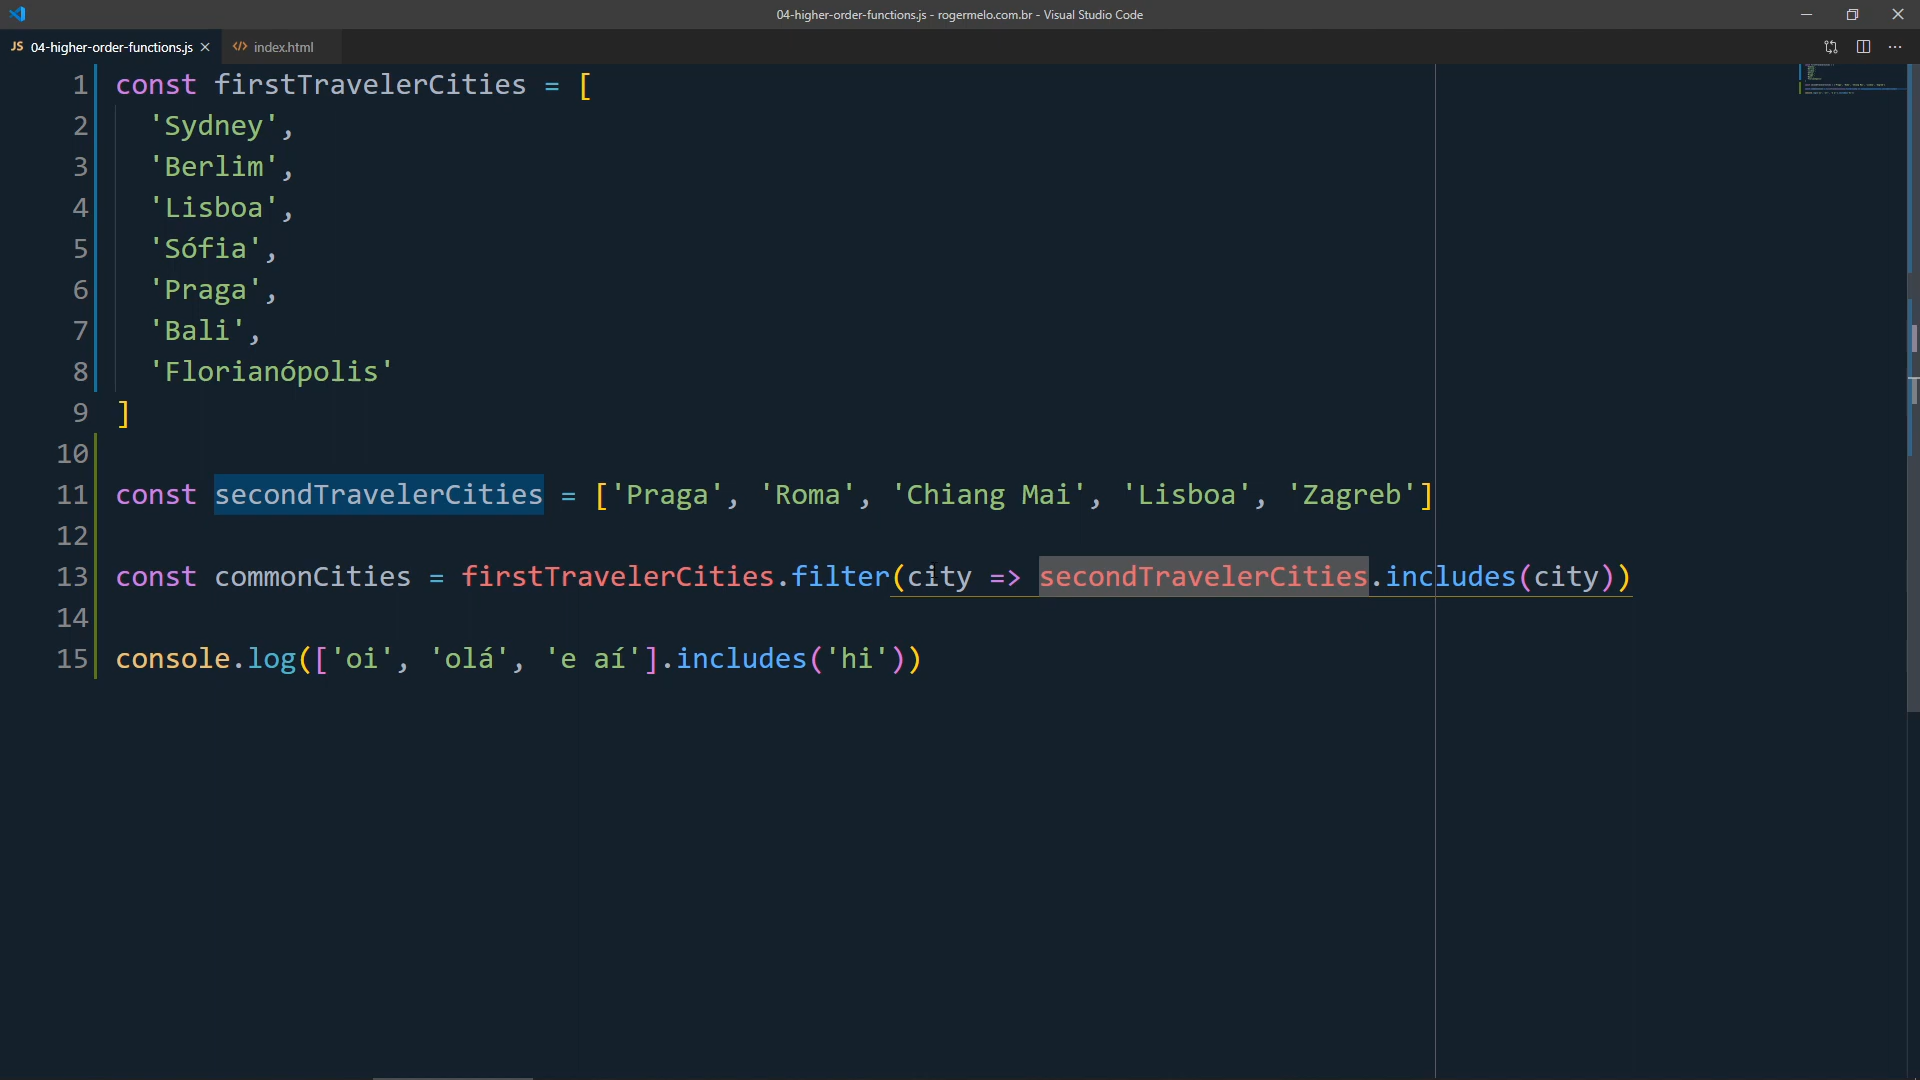 04-higher-order-functions.js - rogermelo.com.br - Visual Studio Code
JS 04-higher-order-functions.js index.html
1 const firstTravelerCities = [
2 'Sydney',
3 'Berlim',
4 'Lisboa',
5 'Sófia',
6 'Praga',
7 'Bali',
8 'Florianópolis'
9 ]
10
11 const secondTravelerCities = ['Praga', 'Roma', 'Chiang Mai', 'Lisboa', 'Zagreb']
12
13 const commonCities = firstTravelerCities.filter(city => secondTravelerCities.includes(city))
14
15 console.log(['oi', 'olá', 'e aí'].includes('hi'))